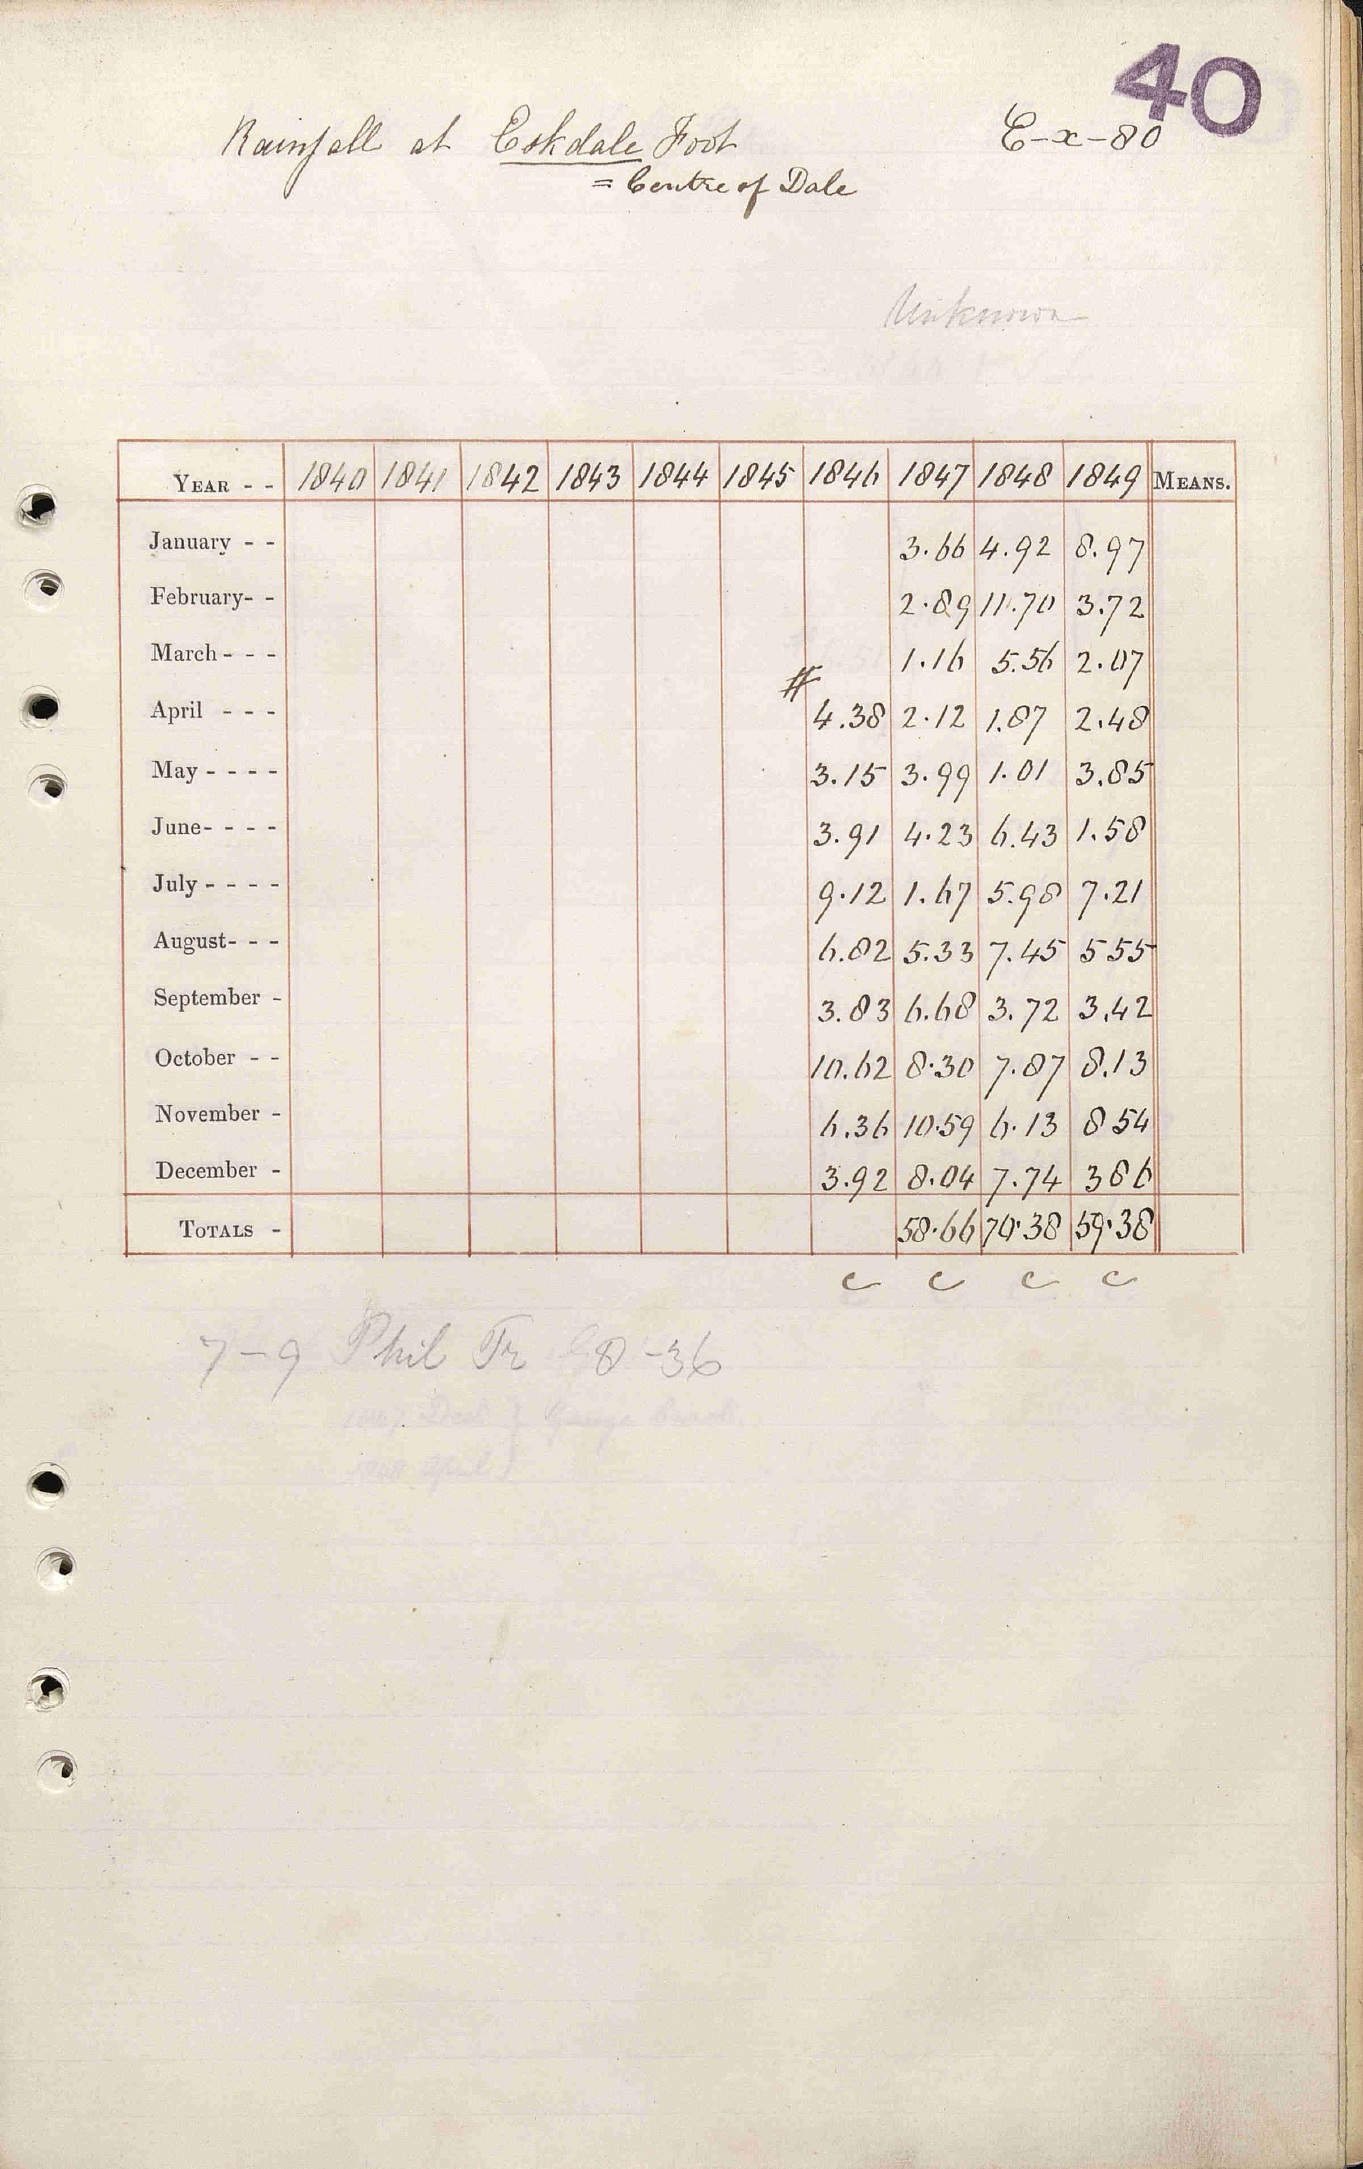 40
Rainfall at Eskdale Foot E-x-80
= Centre of Dale
Unknown
YEAR - - 1840 1841 1842 1843 1844 1845 1846 1847 1848 1849 MEANS.
January - - 3.66 4.92 8.97
February- - 2.89 11.70 3.72
March - - - 1.16 5.56 2.07
#
April - - - 4.38 2.12 1.87 2.48
May - - - - 3.15 3.99 1.01 3.85
June- - - - 3.91 4.23 6.43 1.58
July - - - - 9.12 1.67 5.98 7.21
August- - - 6.82 5.33 7.45 5 55
September - 3.83 6.68 3.72 3.42
October - - 10.62 8.30 7.87 8.13
November - 6.36 10.59 6.13 8 54
December - 3.92 8.04 7.74 3 86
TOTALS - 58.66 70.38 59.38
c c c c
7-9 Phil Tr 8-36